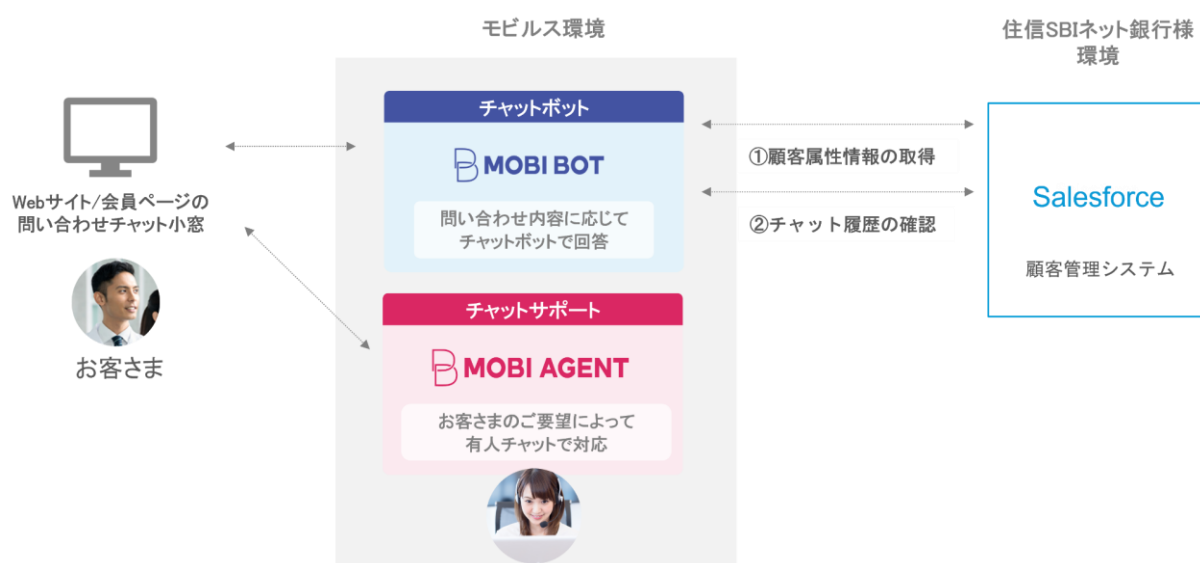 モビルス環境
住信SBIネット銀行様
環境
Webサイト/会員ページの
問い合わせチャット小窓
お客さま
チャットボット
MOBI BOT
問い合わせ内容に応じて
チャットボットで回答
チャットサポート
MOBI AGENT
お客さまのご要望によって
有人チャットで対応
①顧客属性情報の取得
②チャット履歴の確認
Salesforce
顧客管理システム